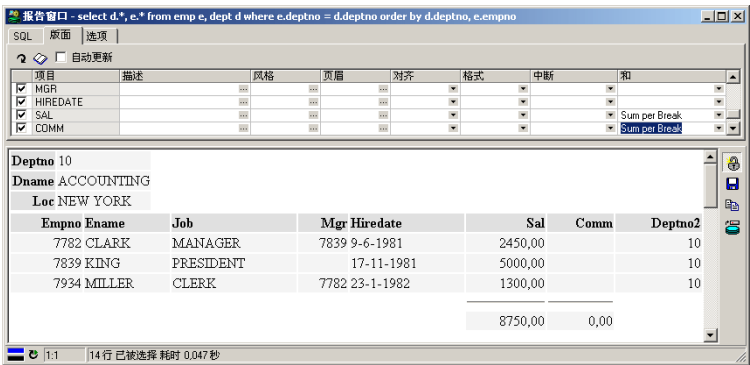 报告窗口 - select d.*, e.* from emp e, dept d where e.deptno = d.deptno order by d.deptno, e.empno
SQL 版面 选项
自动更新
项目 描述 风格 页眉 对齐 格式 中断 和
MGR
HIREDATE
SAL Sum per Break
COMM Sum per Break
Deptno 10
Dname ACCOUNTING
Loc NEW YORK
Empno Ename Job Mgr Hiredate Sal Comm Deptno2
7782 CLARK MANAGER 7839 9-6-1981 2450,00 10
7839 KING PRESIDENT 17-11-1981 5000,00 10
7934 MILLER CLERK 7782 23-1-1982 1300,00 10
8750,00 0,00
1:1 14行 已被选择 耗时 0,047 秒